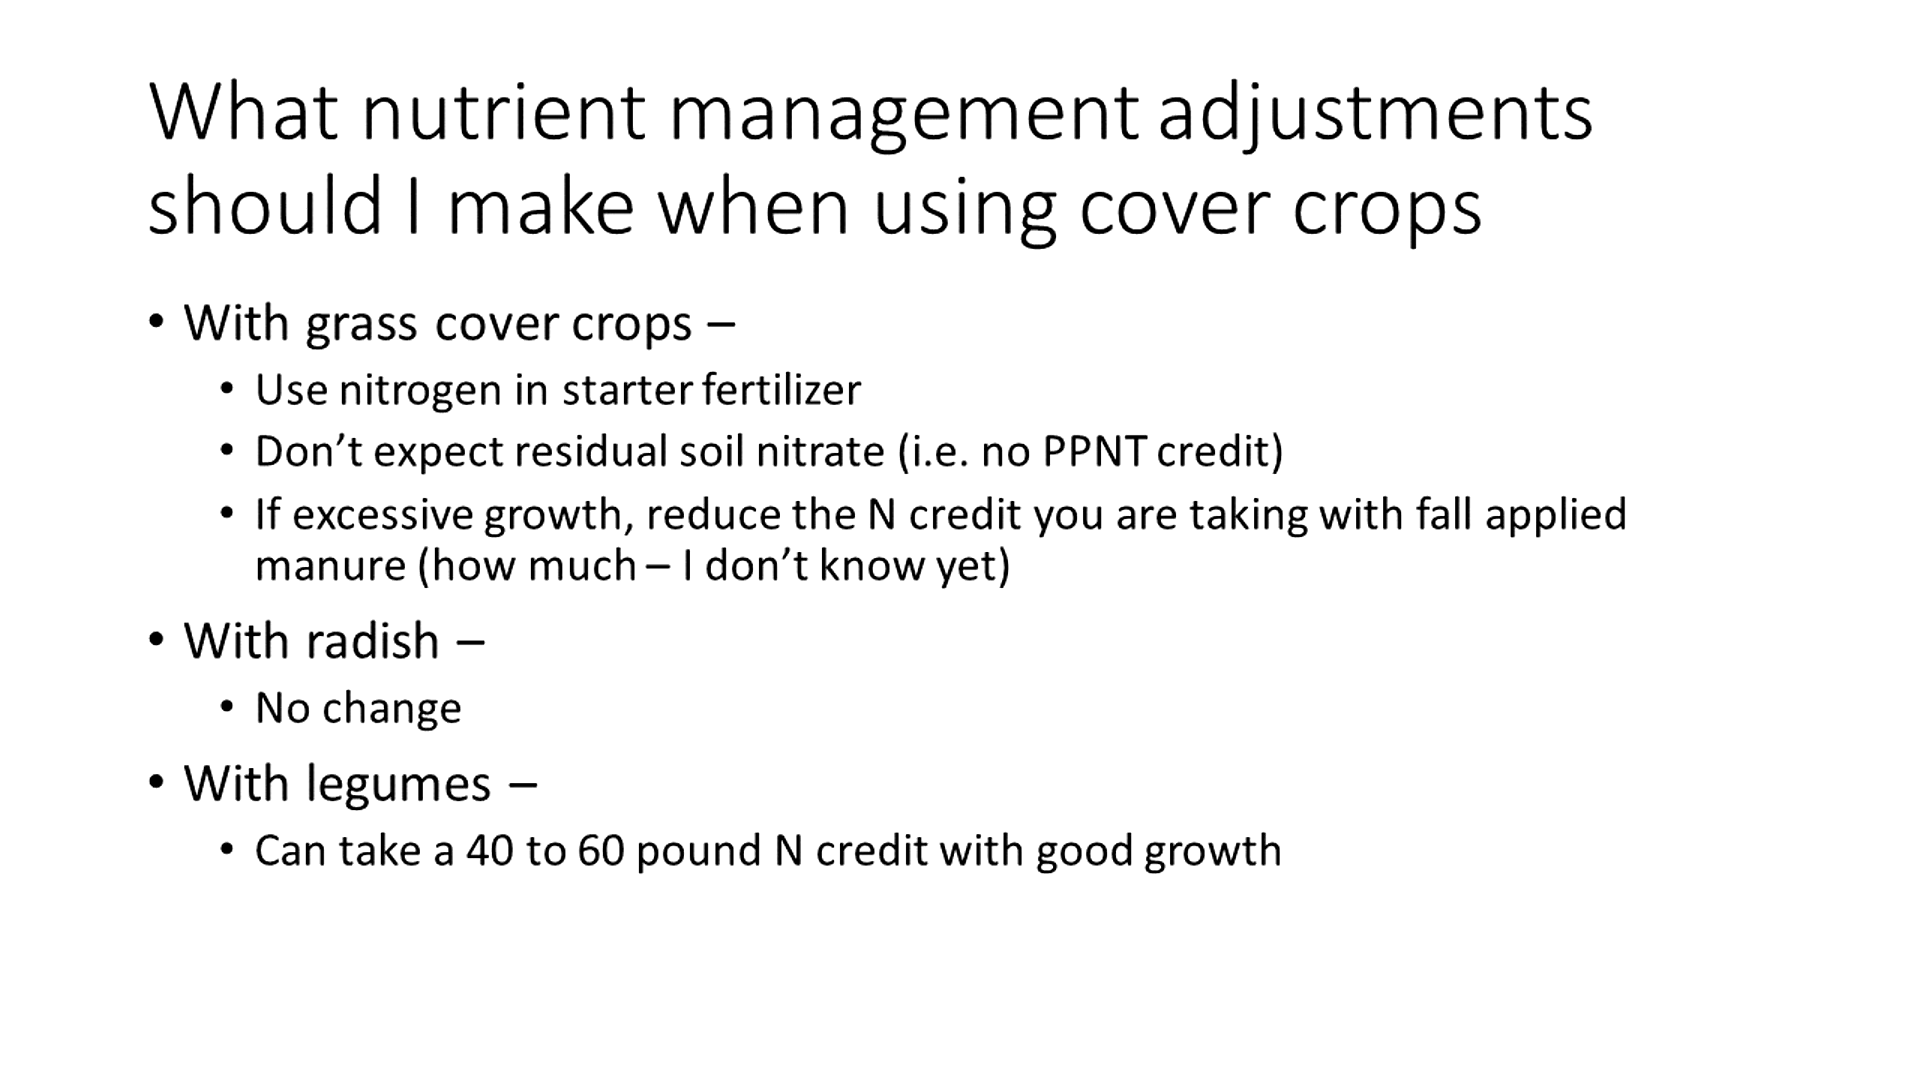 What nutrient management adjustments
should I make when using cover crops
• With grass cover crops –
• Use nitrogen in starter fertilizer
• Don’t expect residual soil nitrate (i.e. no PPNT credit)
• If excessive growth, reduce the N credit you are taking with fall applied
manure (how much – I don’t know yet)
• With radish –
• No change
• With legumes –
• Can take a 40 to 60 pound N credit with good growth